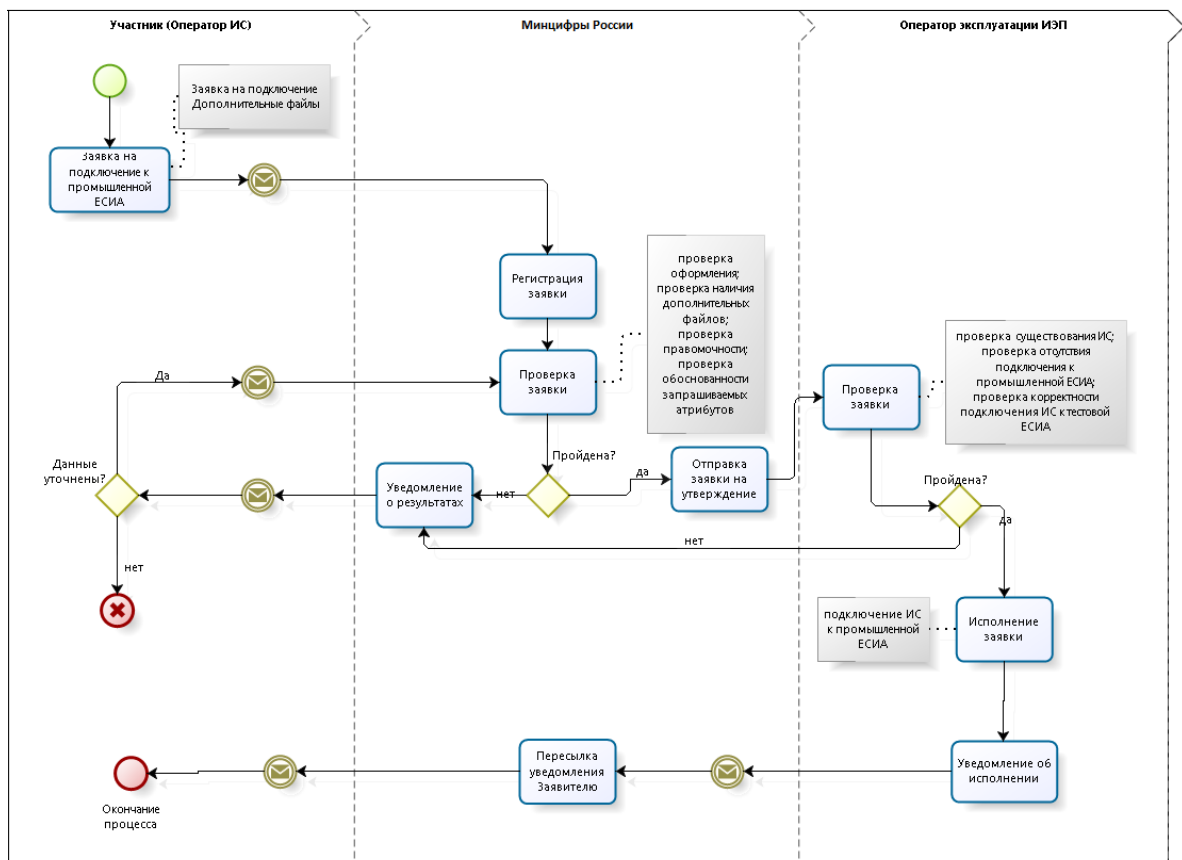 Участник (Оператор ИС)
Минцифры России
Оператор эксплуатации ИЭП
Заявка на подключение
Дополнительные файлы
Заявка на
подключение к
промышленной
ЕСИА
Регистрация
заявки
проверка
оформления;
проверка наличия
дополнительных
файлов;
проверка
правомочности;
проверка
обоснованности
запрашиваемых
атрибутов
Да
Проверка
заявки
Проверка
заявки
проверка существования ИС;
проверка отсутствия
подключения к
промышленной ЕСИА;
проверка корректности
подключения ИС к тестовой
ЕСИА
Данные
уточнены?
Уведомление
о результатах
нет
Пройдена?
да
Отправка
заявки на
утверждение
Пройдена?
да
нет
нет
подключение ИС
к промышленной
ЕСИА
Исполнение
заявки
Окончание
процесса
Пересылка
уведомления
Заявителю
Уведомление об
исполнении